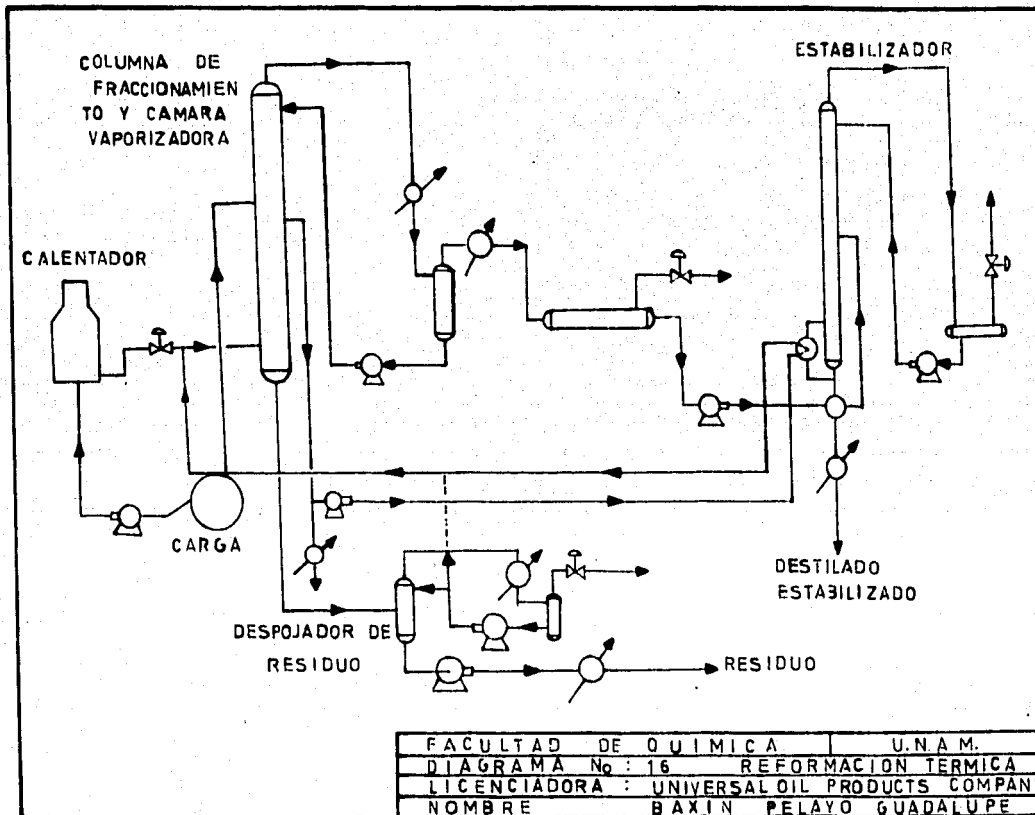 COLUMNA DE
FRACCIONAMIEN
TO Y CAMARA
VAPORIZADORA
ESTABILIZADOR
CALENTADOR
CARGA
DESTILADO
ESTABILIZADO
DESPOJADOR DE
RESIDUO
RESIDUO
FACULTAD DE QUIMICA U.N.A.M.
DIAGRAMA No : 16 REFORMACION TERMICA
LICENCIADORA : UNIVERSAL OIL PRODUCTS COMPAN
NOMBRE BAXIN PELAYO GUADALUPE